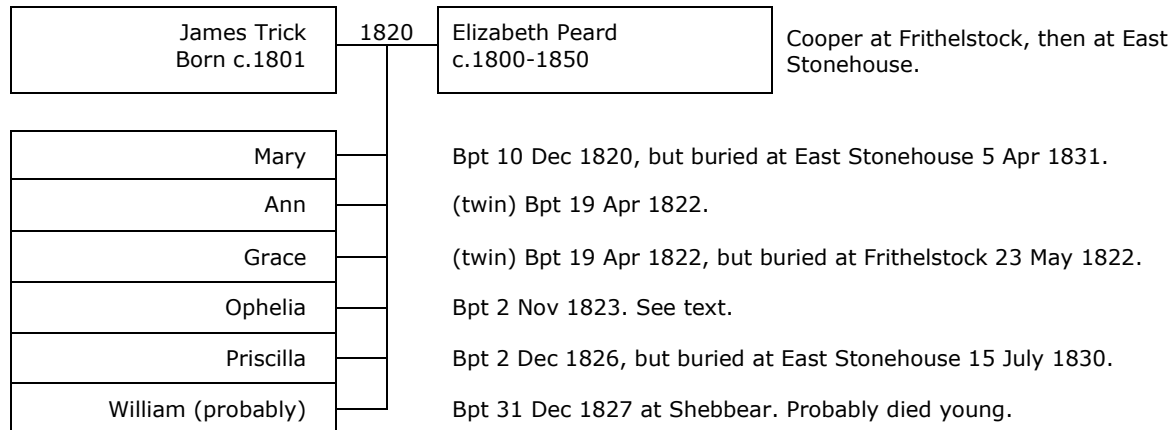 James Trick
Born c.1801
1820
Elizabeth Peard
c.1800-1850
Cooper at Frithelstock, then at East
Stonehouse.
Mary
Bpt 10 Dec 1820, but buried at East Stonehouse 5 Apr 1831.
Ann
(twin) Bpt 19 Apr 1822.
Grace
(twin) Bpt 19 Apr 1822, but buried at Frithelstock 23 May 1822.
Ophelia
Bpt 2 Nov 1823. See text.
Priscilla
Bpt 2 Dec 1826, but buried at East Stonehouse 15 July 1830.
William (probably)
Bpt 31 Dec 1827 at Shebbear. Probably died young.